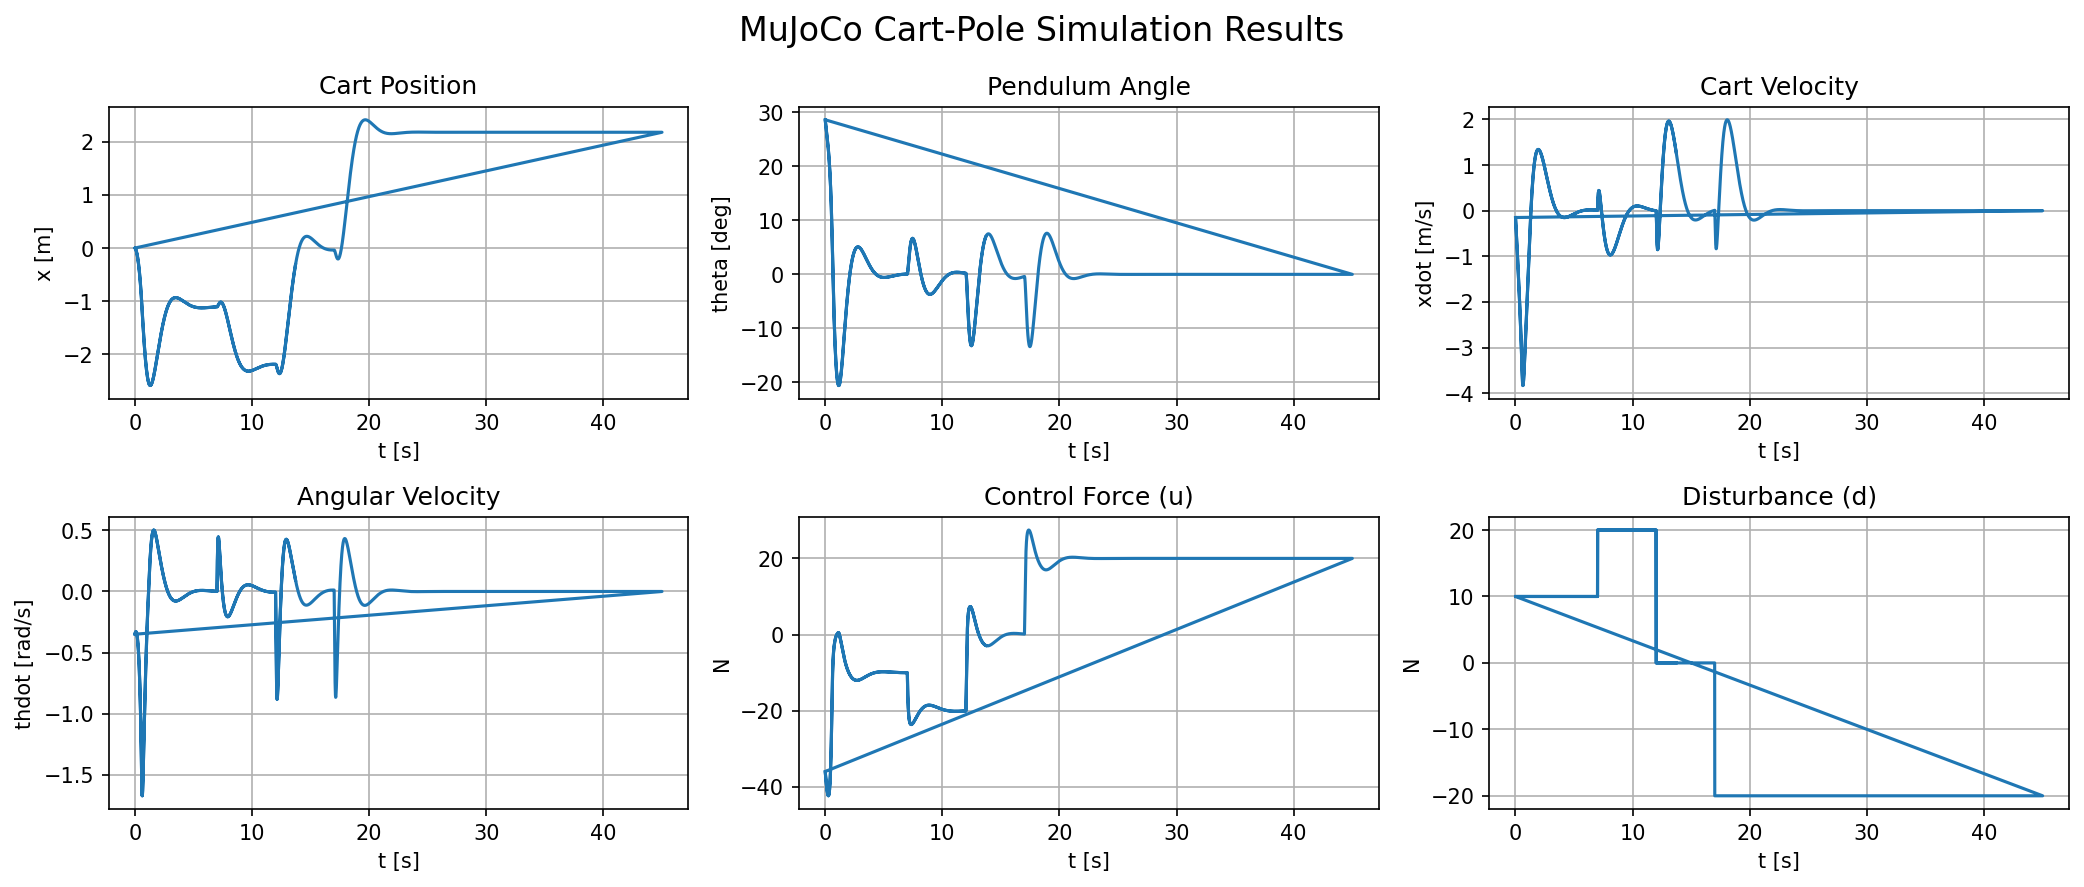 MuJoCo Cart-Pole Simulation Results
Cart Position
x [m]
2
1
0
−1
−2
0 10 20 30 40
t [s]
Pendulum Angle
theta [deg]
30
20
10
0
−10
−20
0 10 20 30 40
t [s]
Cart Velocity
xdot [m/s]
2
1
0
−1
−2
−3
−4
0 10 20 30 40
t [s]
Angular Velocity
thdot [rad/s]
0.5
0.0
−0.5
−1.0
−1.5
0 10 20 30 40
t [s]
Control Force (u)
N
20
0
−20
−40
0 10 20 30 40
t [s]
Disturbance (d)
N
20
10
0
−10
−20
0 10 20 30 40
t [s]